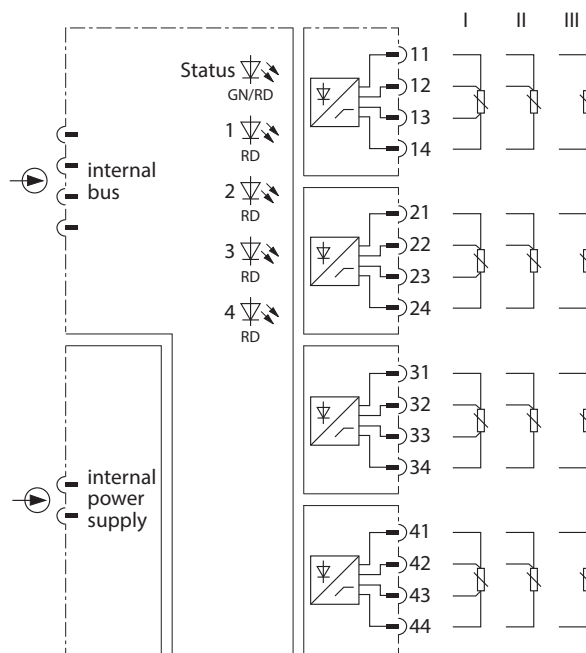 I II III
Status
GN/RD
1
RD
2
RD
3
RD
4
RD
internal
bus
internal
power
supply
11
12
13
14
21
22
23
24
31
32
33
34
41
42
43
44